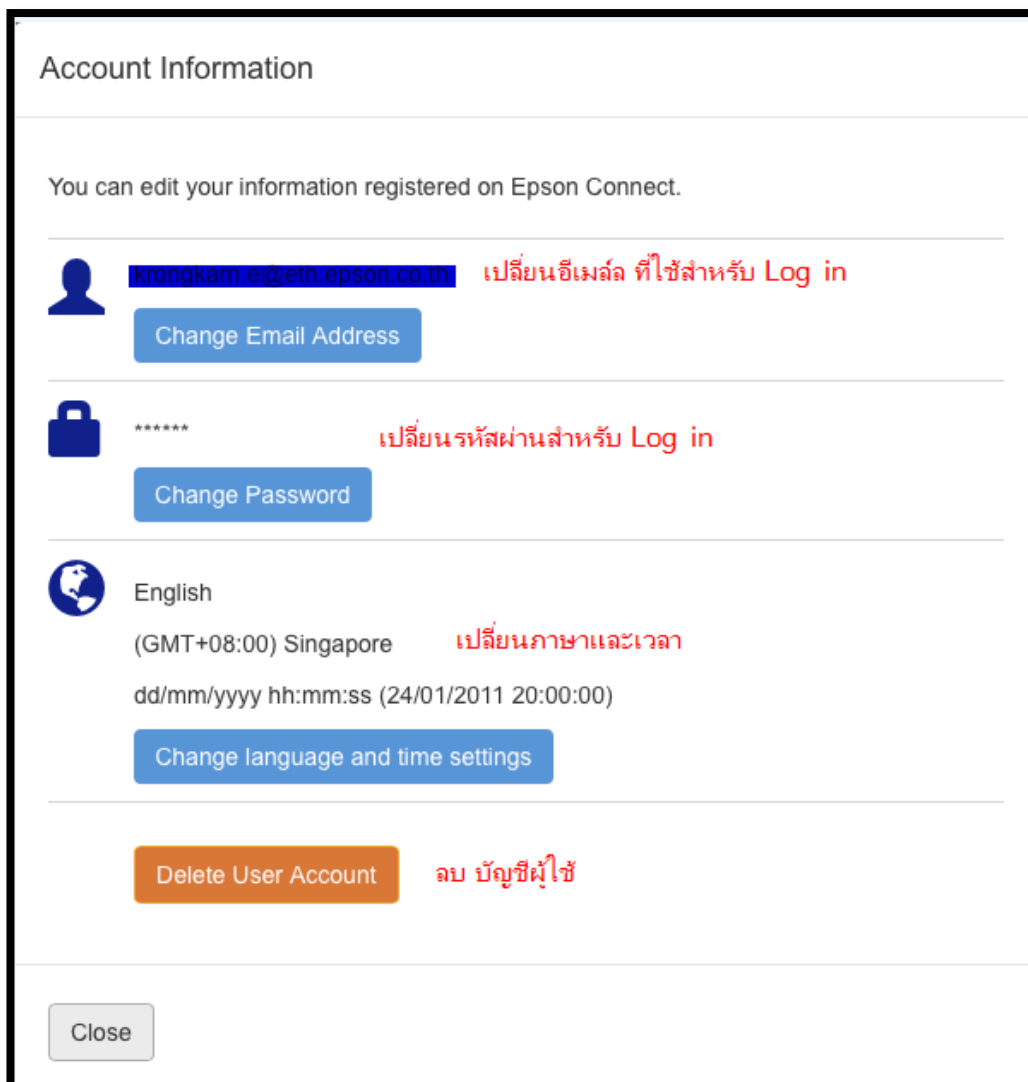 Account Information
You can edit your information registered on Epson Connect.
เปลี่ยนอีเมล์ล ที่ใช้สำหรับ Log in
Change Email Address
******
เปลี่ยนรหัสผ่านสำหรับ Log in
Change Password
English
(GMT+08:00) Singapore เปลี่ยนภาษาและเวลา
dd/mm/yyyy hh:mm:ss (24/01/2011 20:00:00)
Change language and time settings
Delete User Account ลบ บัญชีผู้ใช้
Close